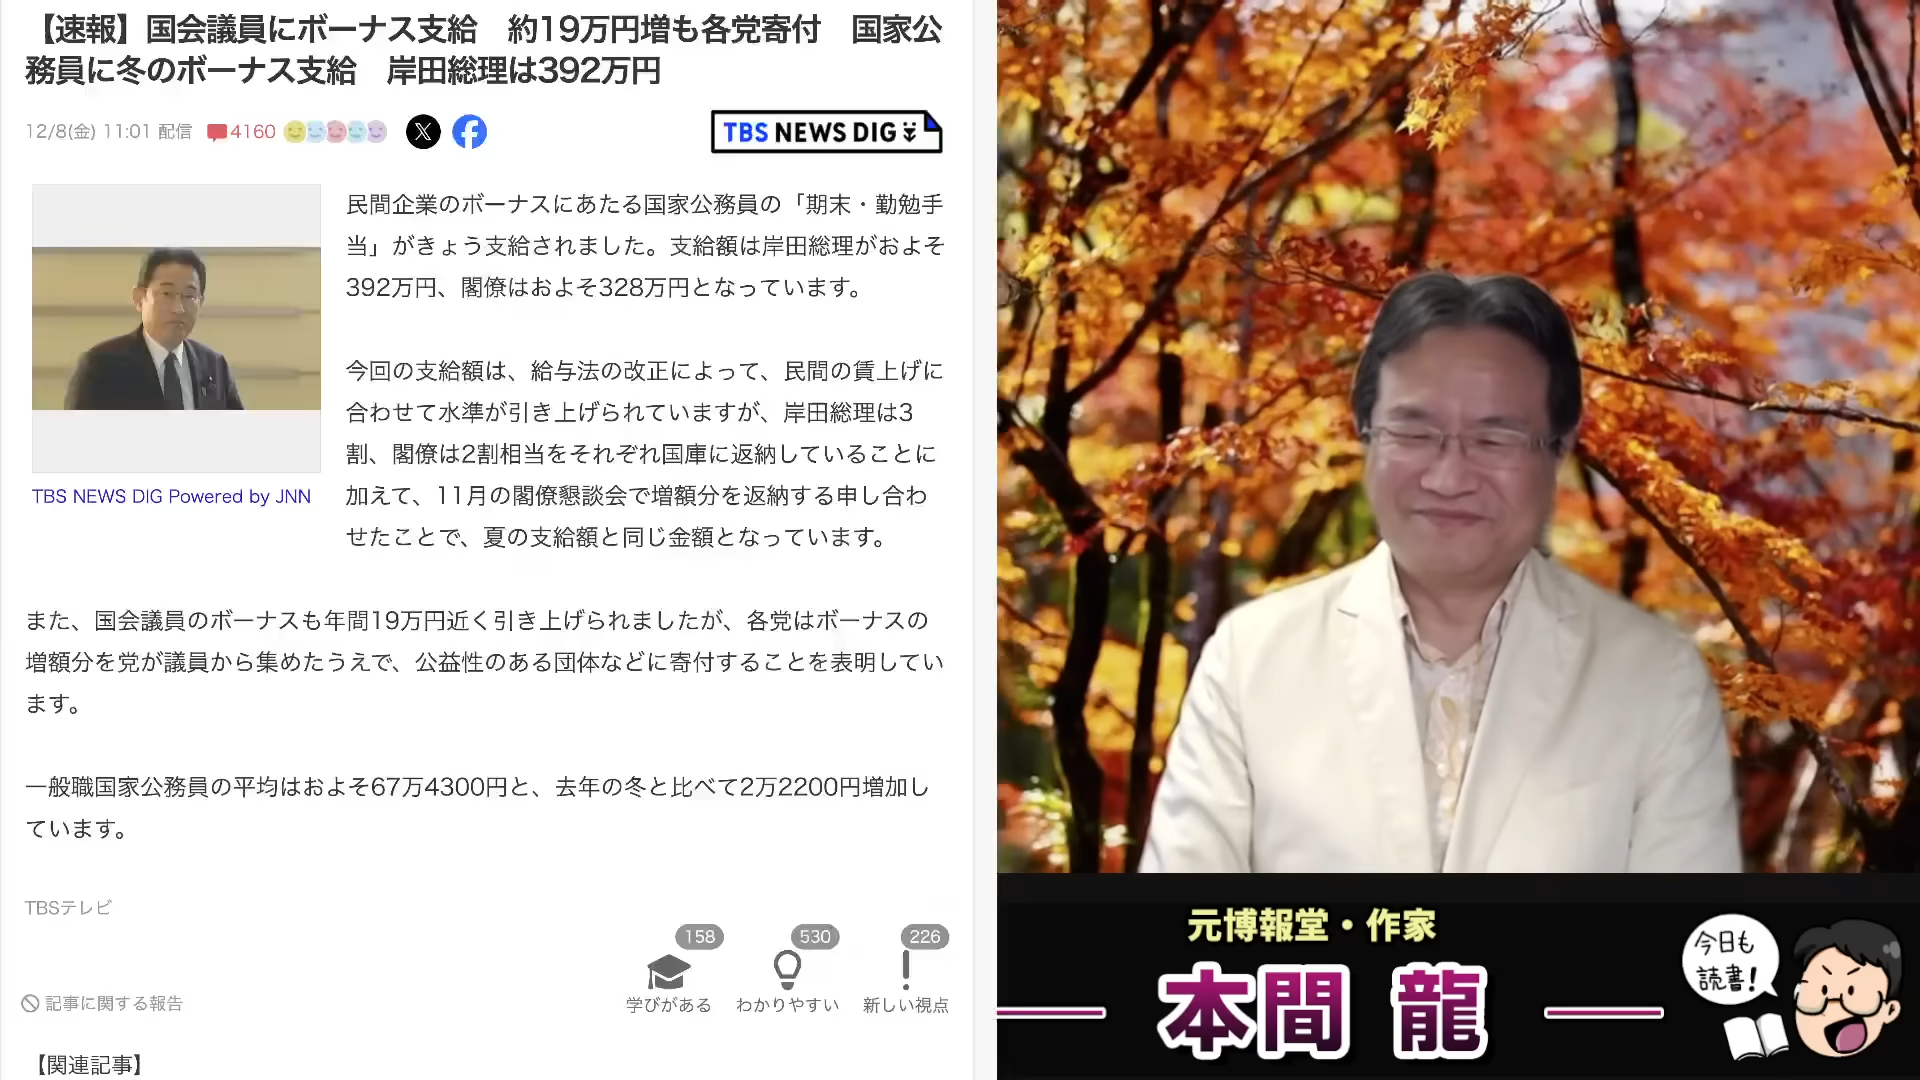 【速報】国会議員にボーナス支給　約19万円増も各党寄付　国家公
務員に冬のボーナス支給　岸田総理は392万円
12/8(金) 11:01 配信 4160
TBS NEWS DIG
民間企業のボーナスにあたる国家公務員の「期末・勤勉手
当」がきょう支給されました。支給額は岸田総理がおよそ
392万円、閣僚はおよそ328万円となっています。
今回の支給額は、給与法の改正によって、民間の賃上げに
合わせて水準が引き上げられていますが、岸田総理は3
割、閣僚は2割相当をそれぞれ国庫に返納していることに
加えて、11月の閣僚懇談会で増額分を返納する申し合わ
せたことで、夏の支給額と同じ金額となっています。
TBS NEWS DIG Powered by JNN
また、国会議員のボーナスも年間19万円近く引き上げられましたが、各党はボーナスの
増額分を党が議員から集めたうえで、公益性のある団体などに寄付することを表明してい
ます。
一般職国家公務員の平均はおよそ67万4300円と、去年の冬と比べて2万2200円増加し
ています。
TBSテレビ
158 530 226
学びがある わかりやすい 新しい視点
記事に関する報告
【関連記事】
元博報堂・作家
本間 龍
今日も
読書!